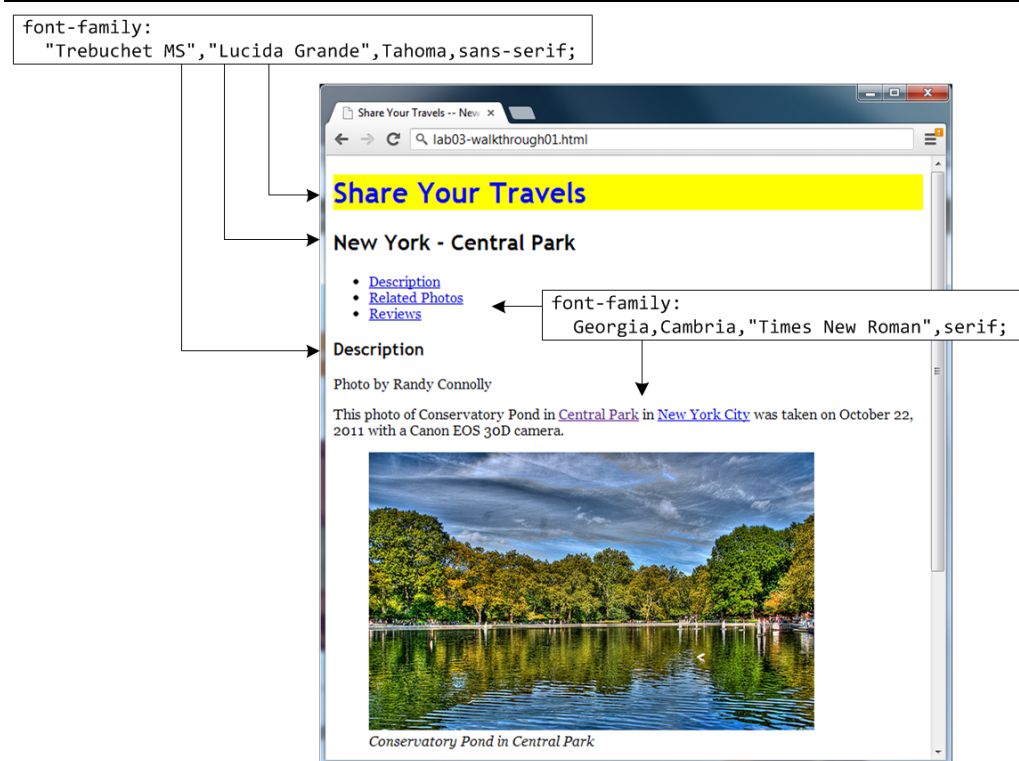 font-family:
"Trebuchet MS","Lucida Grande",Tahoma,sans-serif;
Share Your Travels -- New
lab03-walkthrough01.html
Share Your Travels
New York - Central Park
Description
Related Photos
Reviews
font-family:
Georgia,Cambria,"Times New Roman",serif;
Description
Photo by Randy Connolly
This photo of Conservatory Pond in Central Park in New York City was taken on October 22,
2011 with a Canon EOS 30D camera.
Conservatory Pond in Central Park